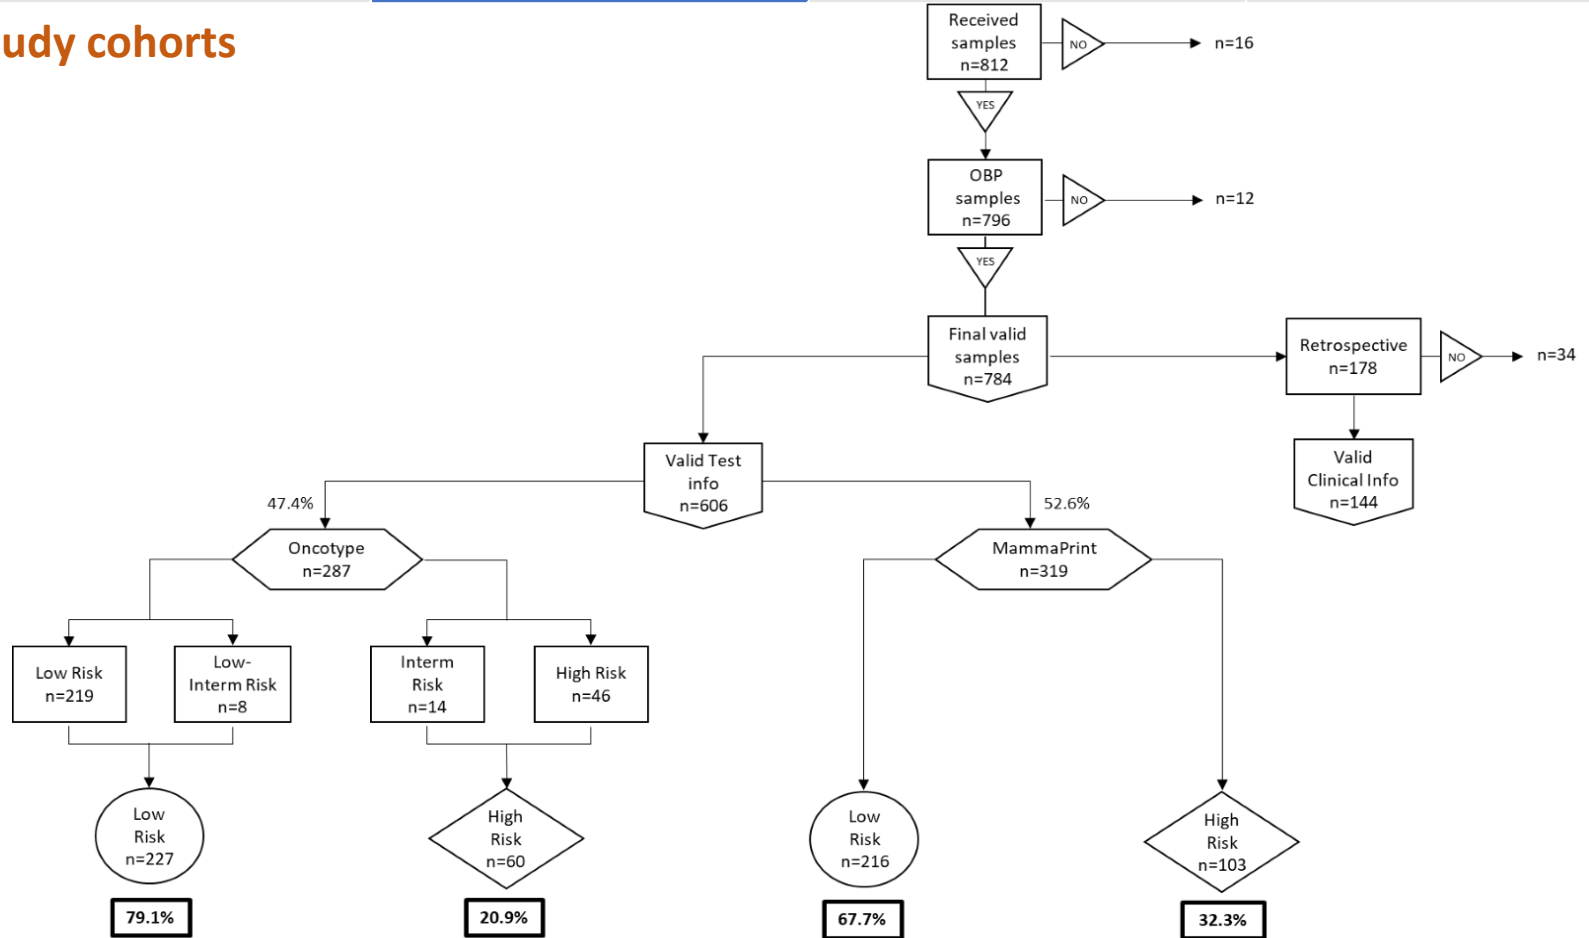 udy cohorts
Received
samples
n=812
NO
n=16
YES
OBP
samples
n=796
NO
n=12
YES
Final valid
samples
n=784
Retrospective
n=178
NO
n=34
Valid Test
info
n=606
Valid
Clinical Info
n=144
47.4%
52.6%
Oncotype
n=287
MammaPrint
n=319
Low Risk
n=219
Low-
Interm Risk
n=8
Interm
Risk
n=14
High Risk
n=46
Low
Risk
n=227
High
Risk
n=60
Low
Risk
n=216
High
Risk
n=103
79.1%
20.9%
67.7%
32.3%